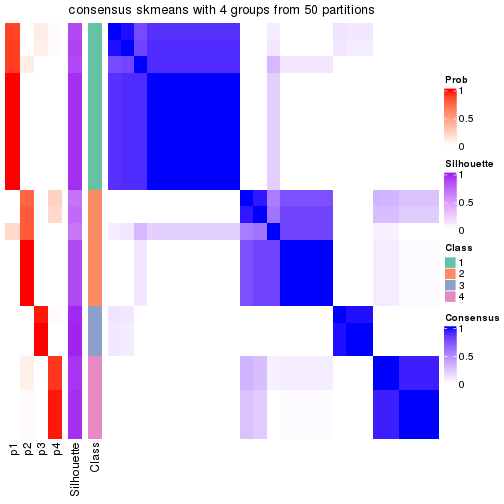 consensus skmeans with 4 groups from 50 partitions
Prob
1
0.5
0
Silhouette
1
0.5
0
Class
1
2
3
4
Consensus
1
0.5
0
p1
p2
p3
p4
Silhouette
Class